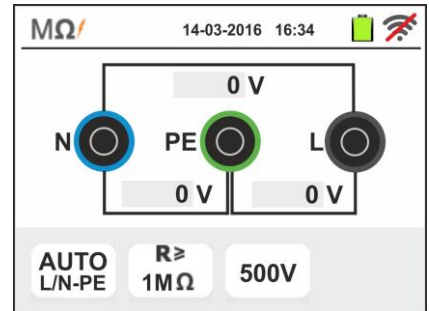 MΩ/ 14-03-2016 16:34
0 V
N PE L
0 V 0 V
AUTO
L/N-PE
R≥
1MΩ
500V